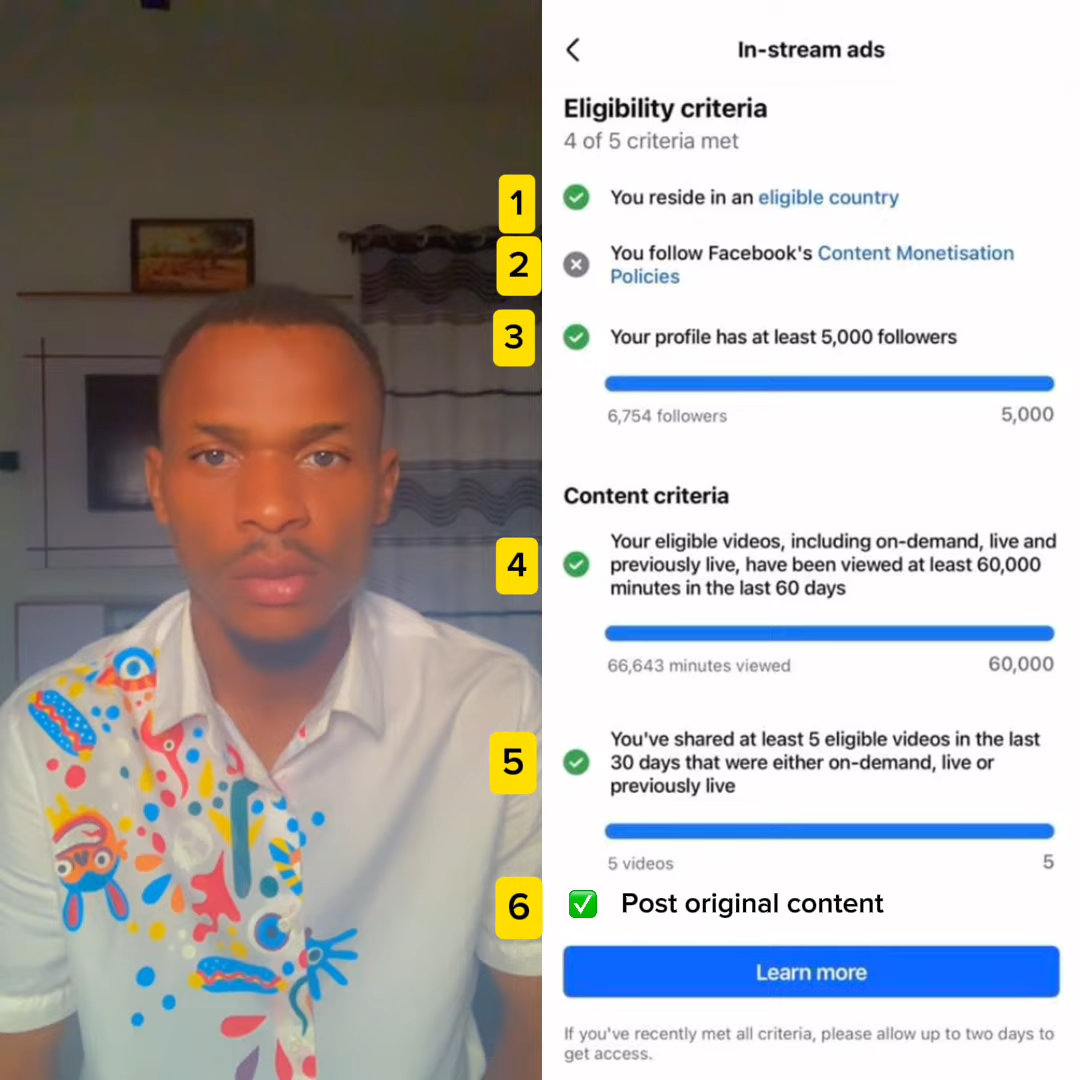 In-stream ads
Eligibility criteria
4 of 5 criteria met
1
You reside in an eligible country
2
You follow Facebook's Content Monetisation
Policies
3
Your profile has at least 5,000 followers
6,754 followers
5,000
Content criteria
4
Your eligible videos, including on-demand, live and
previously live, have been viewed at least 60,000
minutes in the last 60 days
66,643 minutes viewed
60,000
5
You've shared at least 5 eligible videos in the last
30 days that were either on-demand, live or
previously live
5 videos
5
6
Post original content
Learn more
If you've recently met all criteria, please allow up to two days to
get access.